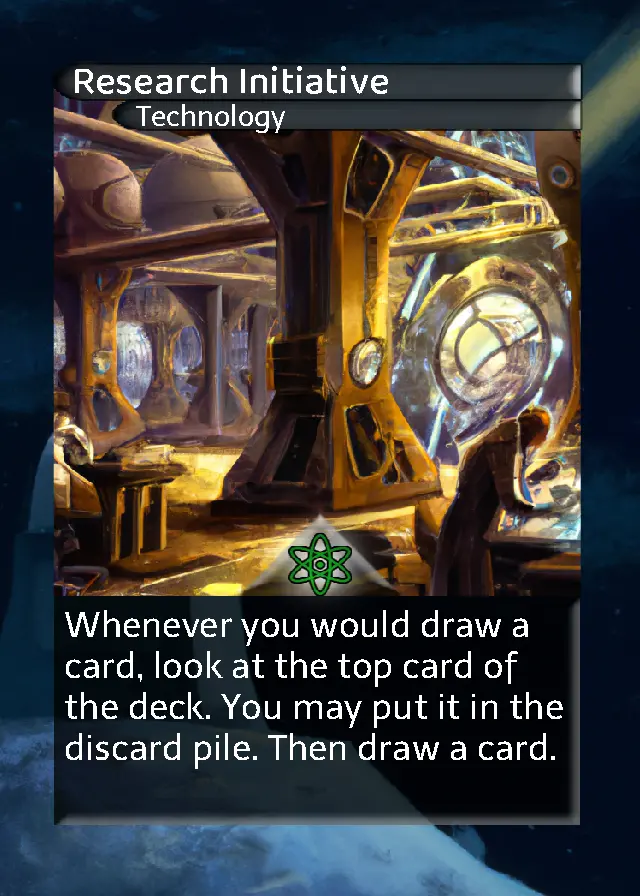 Research Initiative
Technology
Whenever you would draw a
card, look at the top card of
the deck. You may put it in the
discard pile. Then draw a card.